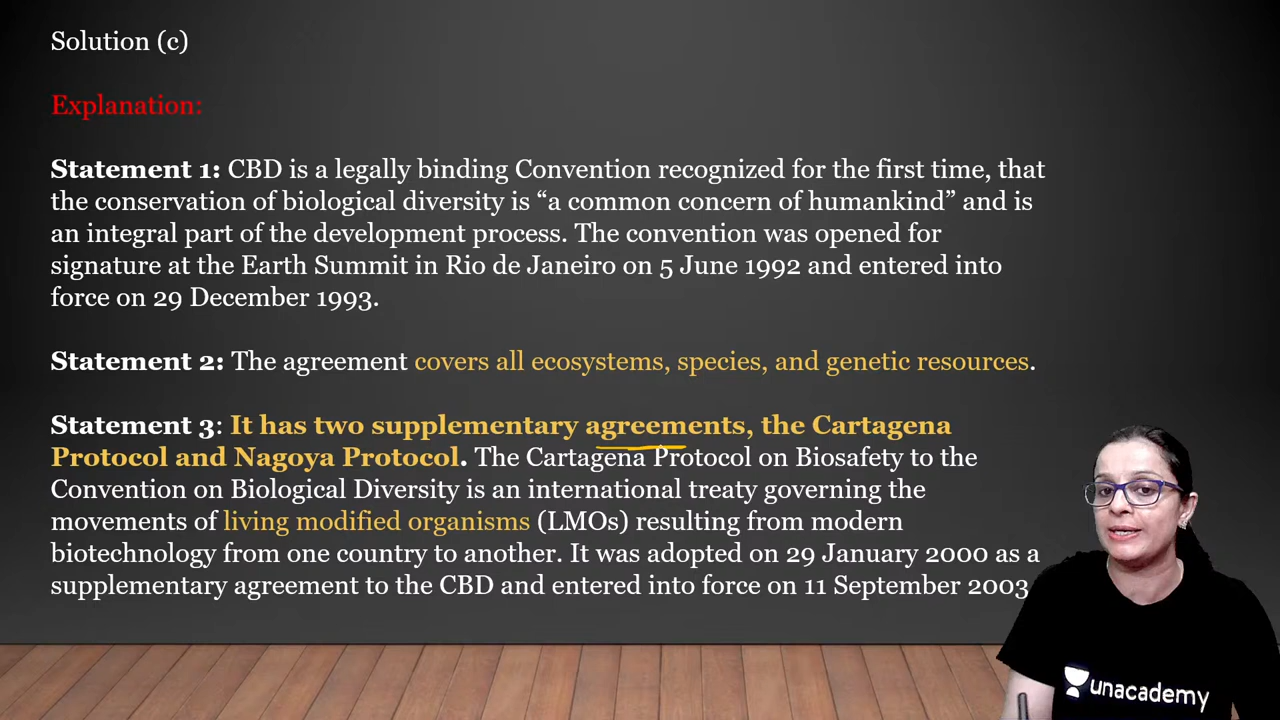 Solution (c)
Explanation:
Statement 1: CBD is a legally binding Convention recognized for the first time, that
the conservation of biological diversity is “a common concern of humankind” and is
an integral part of the development process. The convention was opened for
signature at the Earth Summit in Rio de Janeiro on 5 June 1992 and entered into
force on 29 December 1993.
Statement 2: The agreement covers all ecosystems, species, and genetic resources.
Statement 3: It has two supplementary agreements, the Cartagena
Protocol and Nagoya Protocol. The Cartagena Protocol on Biosafety to the
Convention on Biological Diversity is an international treaty governing the
movements of living modified organisms (LMOs) resulting from modern
biotechnology from one country to another. It was adopted on 29 January 2000 as a
supplementary agreement to the CBD and entered into force on 11 September 2003
unacademy